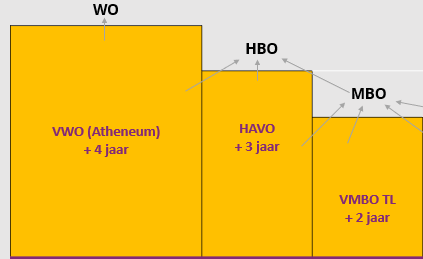 WO
HBO
MBO
VWO (Atheneum)
+ 4 jaar
HAVO
+ 3 jaar
VMBO TL
+ 2 jaar